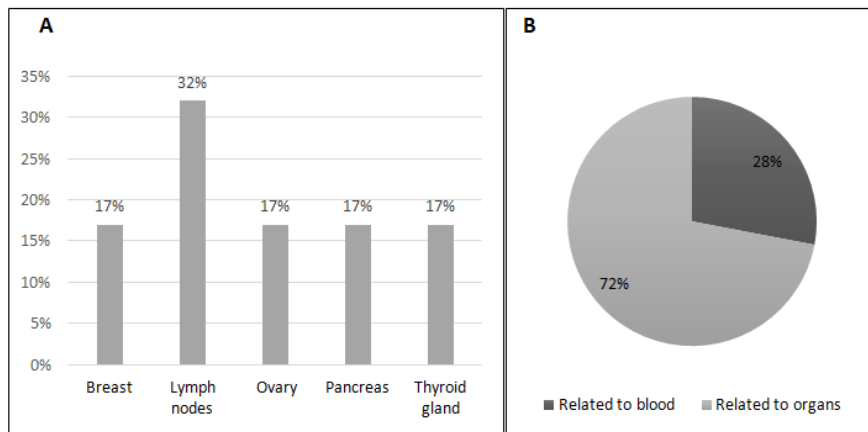 A
35%
30%
25%
20%
15%
10%
5%
0%
17%
32%
17%
17%
17%
Breast
Lymph
nodes
Ovary
Pancreas
Thyroid
gland
B
28%
72%
Related to blood
Related to organs